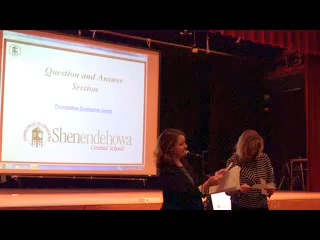 Question and Answer
Session
Shenendehowa
Central Schools